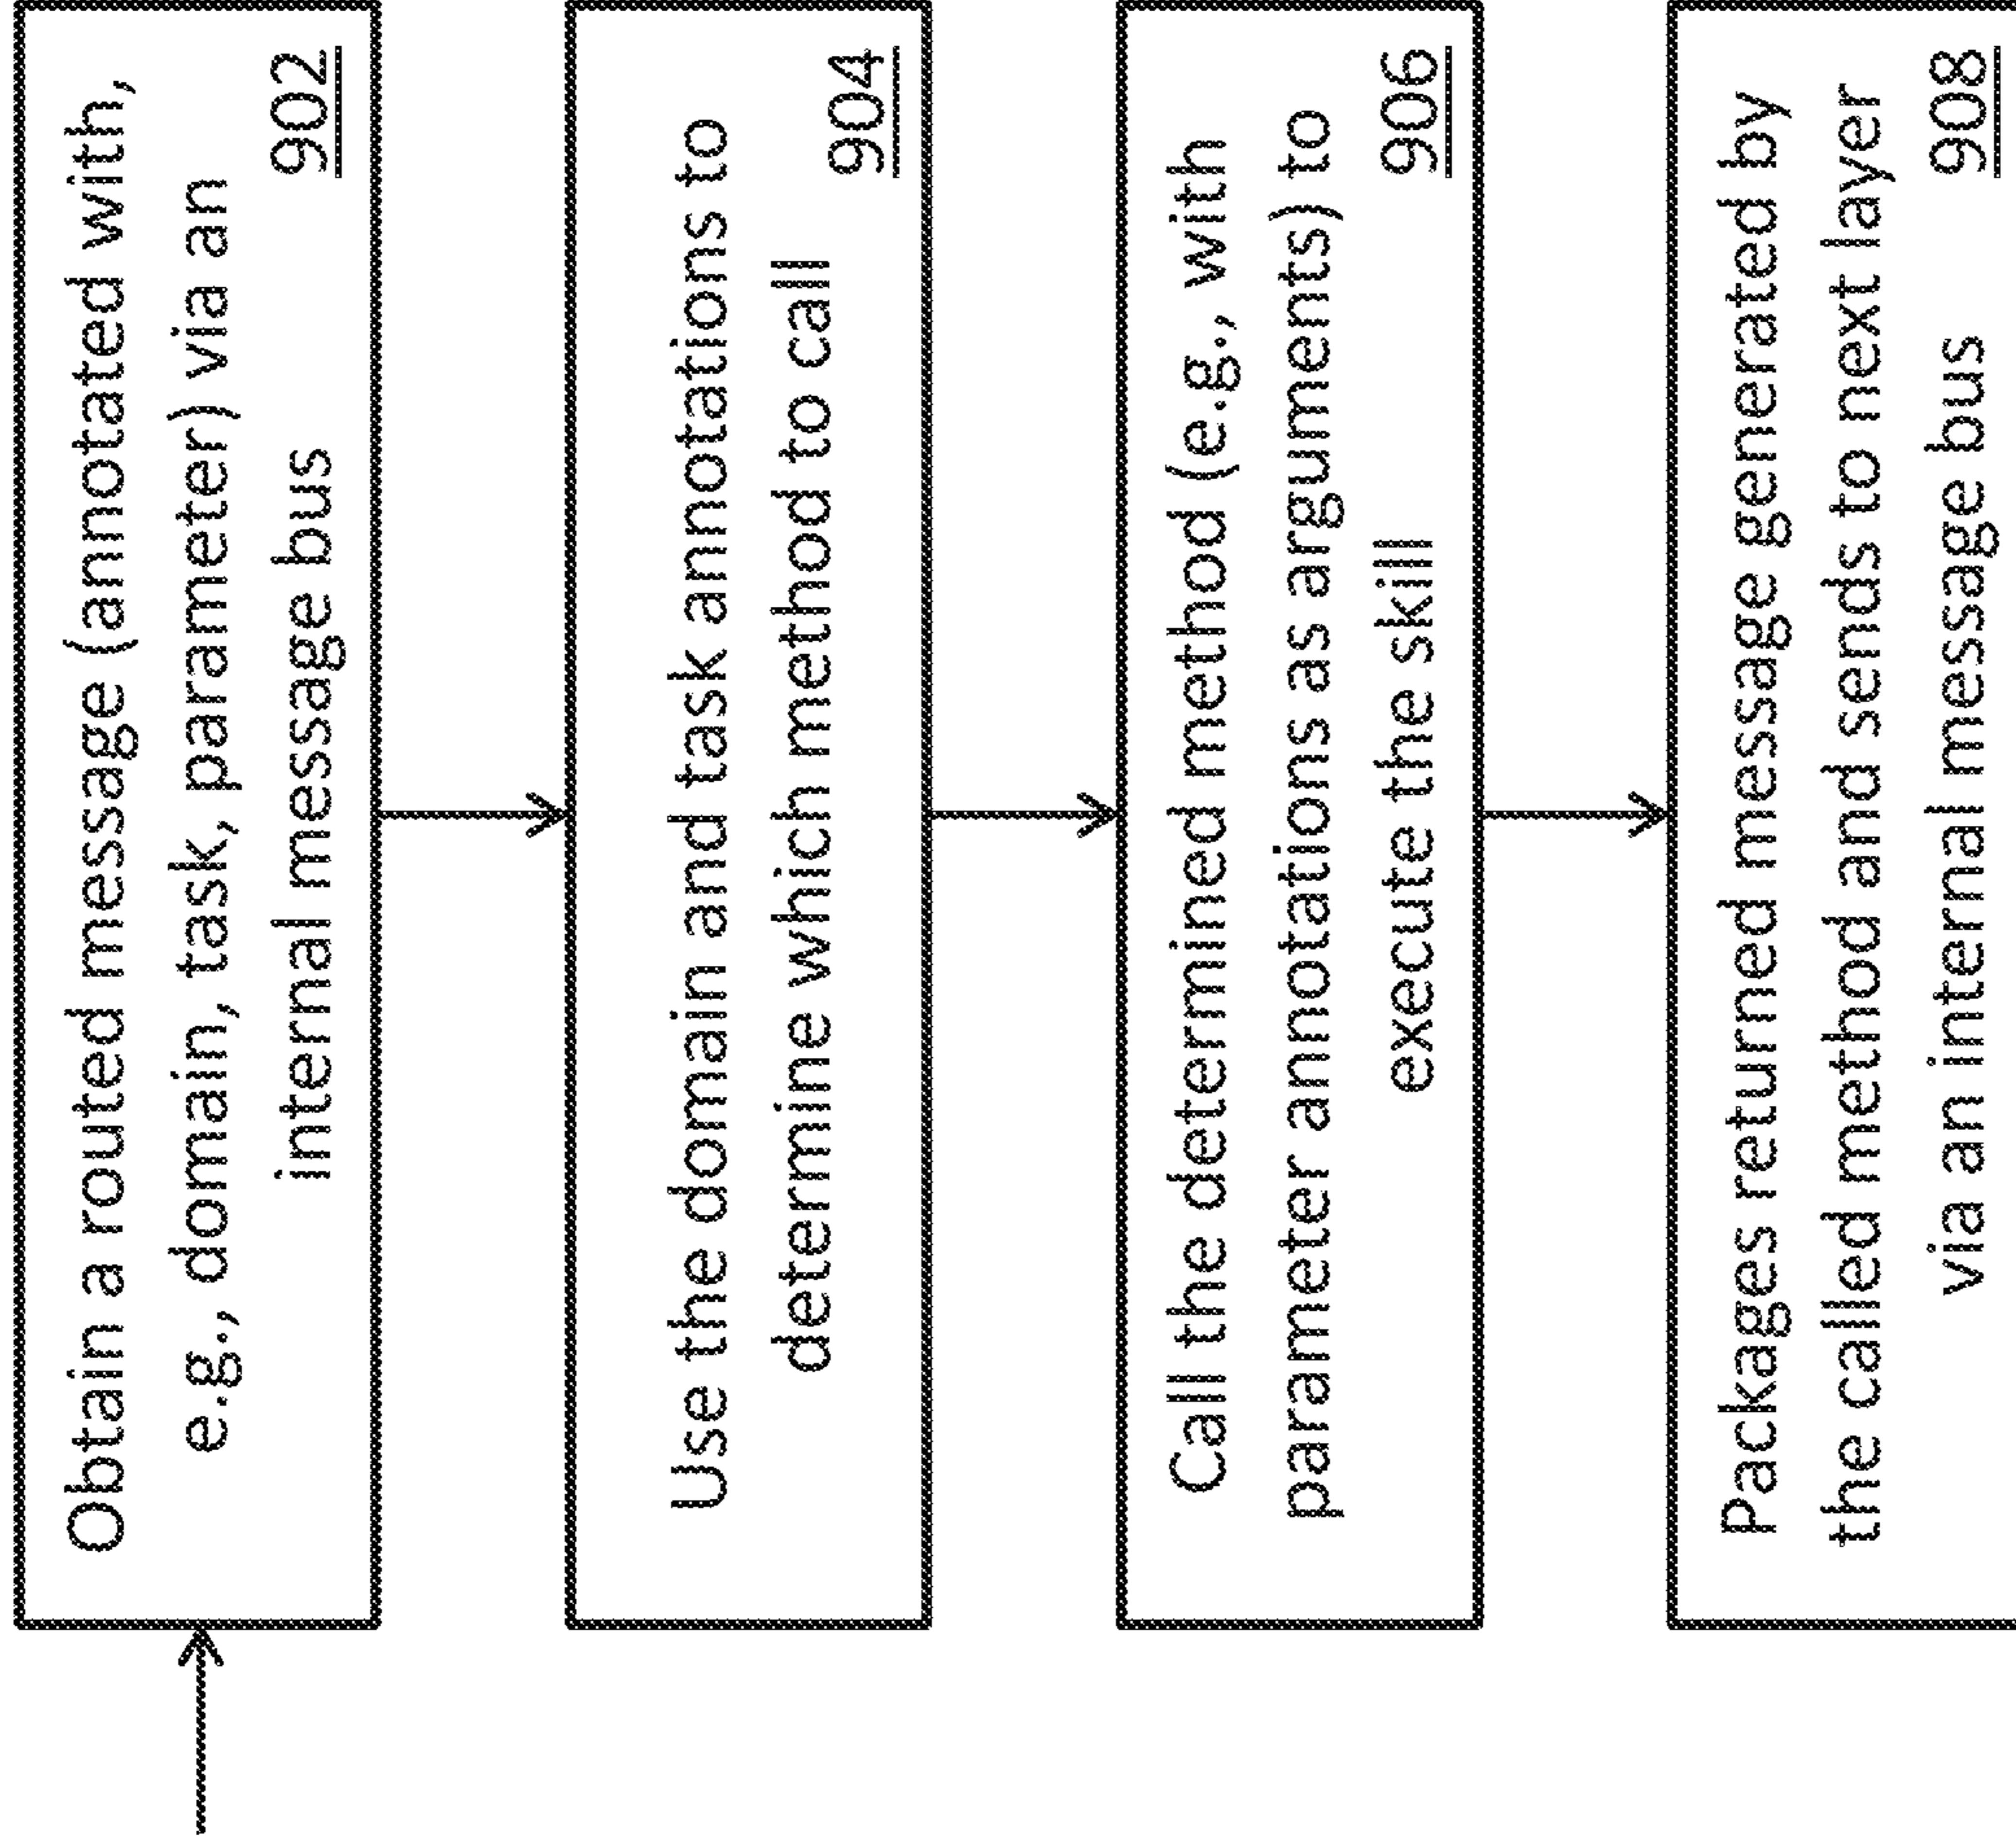 Obtain a routed message (annotated with,
e.g., domain, task, parameter) via an
internal message bus
902
Use the domain and task annotations to
determine which method to call
904
Call the determined method (e.g., with
parameter annotations as arguments) to
execute the skill
906
Packages returned message generated by
the called method and sends to next layer
via an internal message bus
908